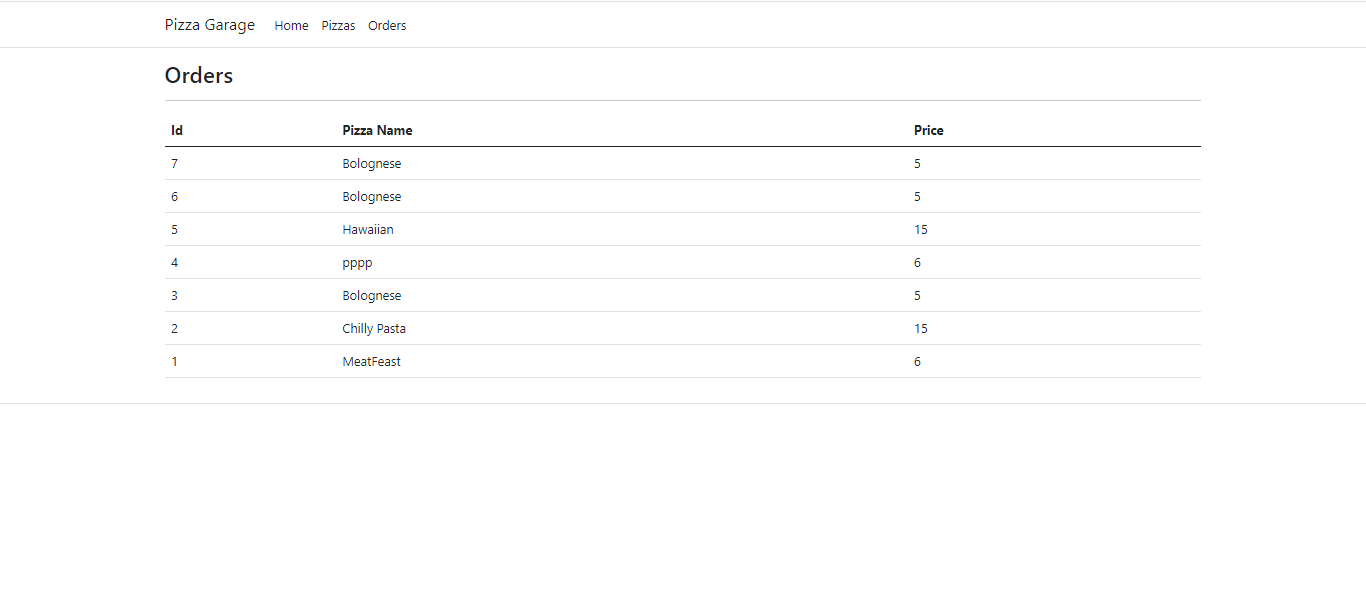 Pizza Garage Home Pizzas Orders
Orders
Id Pizza Name Price
7 Bolognese 5
6 Bolognese 5
5 Hawaiian 15
4 pppp 6
3 Bolognese 5
2 Chilly Pasta 15
1 MeatFeast 6